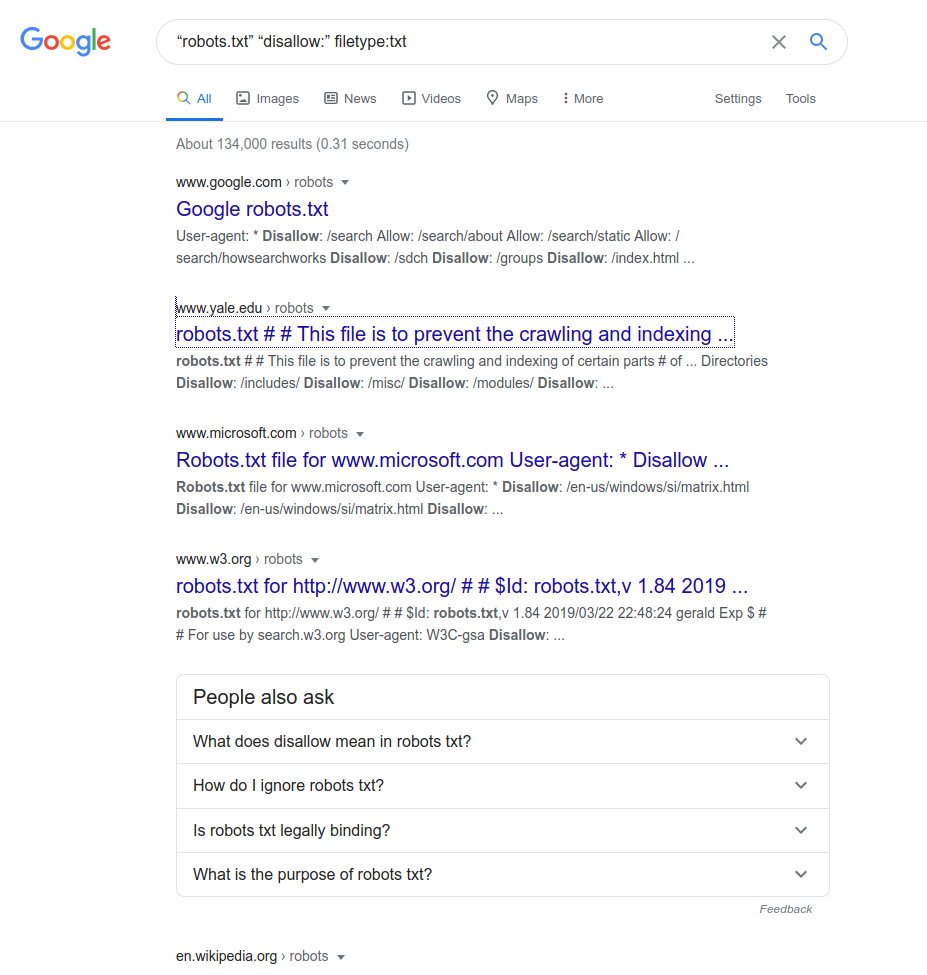 Google
“robots.txt” “disallow:” filetype:txt
All Images News Videos Maps More Settings Tools
About 134,000 results (0.31 seconds)
www.google.com › robots
Google robots.txt
User-agent: * Disallow: /search Allow: /search/about Allow: /search/static Allow: /
search/howsearchworks Disallow: /sdch Disallow: /groups Disallow: /index.html ...
www.yale.edu › robots
robots.txt # # This file is to prevent the crawling and indexing ...
robots.txt # # This file is to prevent the crawling and indexing of certain parts # of ... Directories
Disallow: /includes/ Disallow: /misc/ Disallow: /modules/ Disallow: ...
www.microsoft.com › robots
Robots.txt file for www.microsoft.com User-agent: * Disallow ...
Robots.txt file for www.microsoft.com User-agent: * Disallow: /en-us/windows/si/matrix.html
Disallow: /en-us/windows/si/matrix.html Disallow: ...
www.w3.org › robots
robots.txt for http://www.w3.org/ # # $Id: robots.txt,v 1.84 2019 ...
robots.txt for http://www.w3.org/ # # $Id: robots.txt,v 1.84 2019/03/22 22:48:24 gerald Exp $ #
# For use by search.w3.org User-agent: W3C-gsa Disallow: ...
People also ask
What does disallow mean in robots txt?
How do I ignore robots txt?
Is robots txt legally binding?
What is the purpose of robots txt?
Feedback
en.wikipedia.org › robots